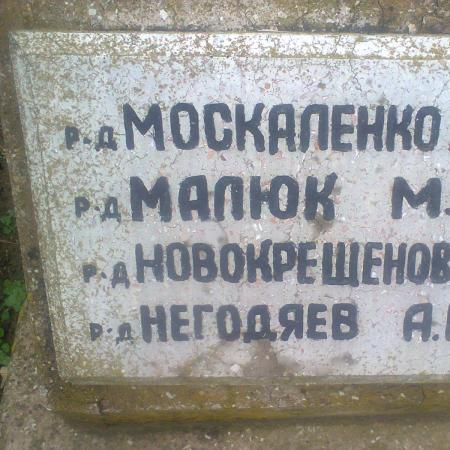 р-д МОСКАЛЕНКО
р-д МАЛЮК М.
р-д НОВОКРЕЩЕНОВ
р-д НЕГОДЯЕВ А.